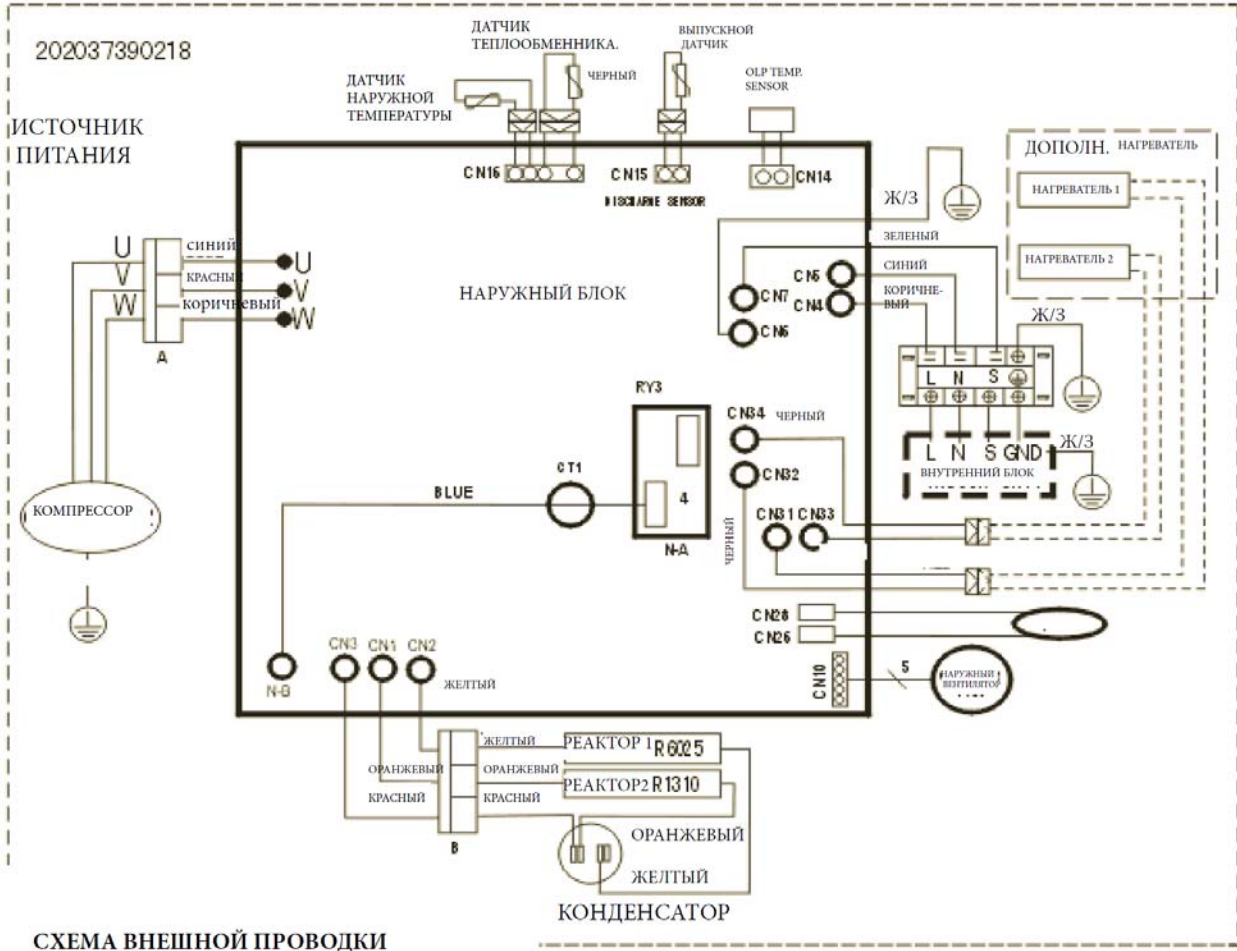 202037390218
ИСТОЧНИК
ПИТАНИЯ
ДАТЧИК
ТЕПЛООБМЕННИКА.
ЧЕРНЫЙ
ДАТЧИК
НАРУЖНОЙ
ТЕМПЕРАТУРЫ
ВЫПУСКНОЙ
ДАТЧИК
OLP TEMP.
SENSOR
CN16
CN15
CN14
SENSOR
ДОПОЛН. НАГРЕВАТЕЛЬ
НАГРЕВАТЕЛЬ 1
НАГРЕВАТЕЛЬ 2
Ж/З
ЗЕЛЕНЫЙ
СИНИЙ
КОРИЧНЕ-
ВЫЙ
CN5
CN4
CN7
CN6
U
V
W
СИНИЙ
КРАСНЫЙ
коричневый
U
V
W
A
НАРУЖНЫЙ БЛОК
Ж/З
L N S
L N S GND
Ж/З
ВНУТРЕННИЙ БЛОК
RY3
CN34
ЧЕРНЫЙ
CN32
CT1
BLUE
4
N-A
ЧЕРНЫЙ
CN31 CN33
КОМПРЕССОР
CN28
CN26
CN10
5
НАРУЖНЫЙ
ВЕНТИЛЯТОР
N-B
CN3 CN1 CN2
ЖЕЛТЫЙ
ЖЕЛТЫЙ
РЕАКТОР 1 R6025
ОРАНЖЕВЫЙ
ОРАНЖЕВЫЙ
РЕАКТОР2 R1310
КРАСНЫЙ
КРАСНЫЙ
B
ОРАНЖЕВЫЙ
ЖЕЛТЫЙ
КОНДЕНСАТОР
СХЕМА ВНЕШНОЙ ПРОВОДКИ